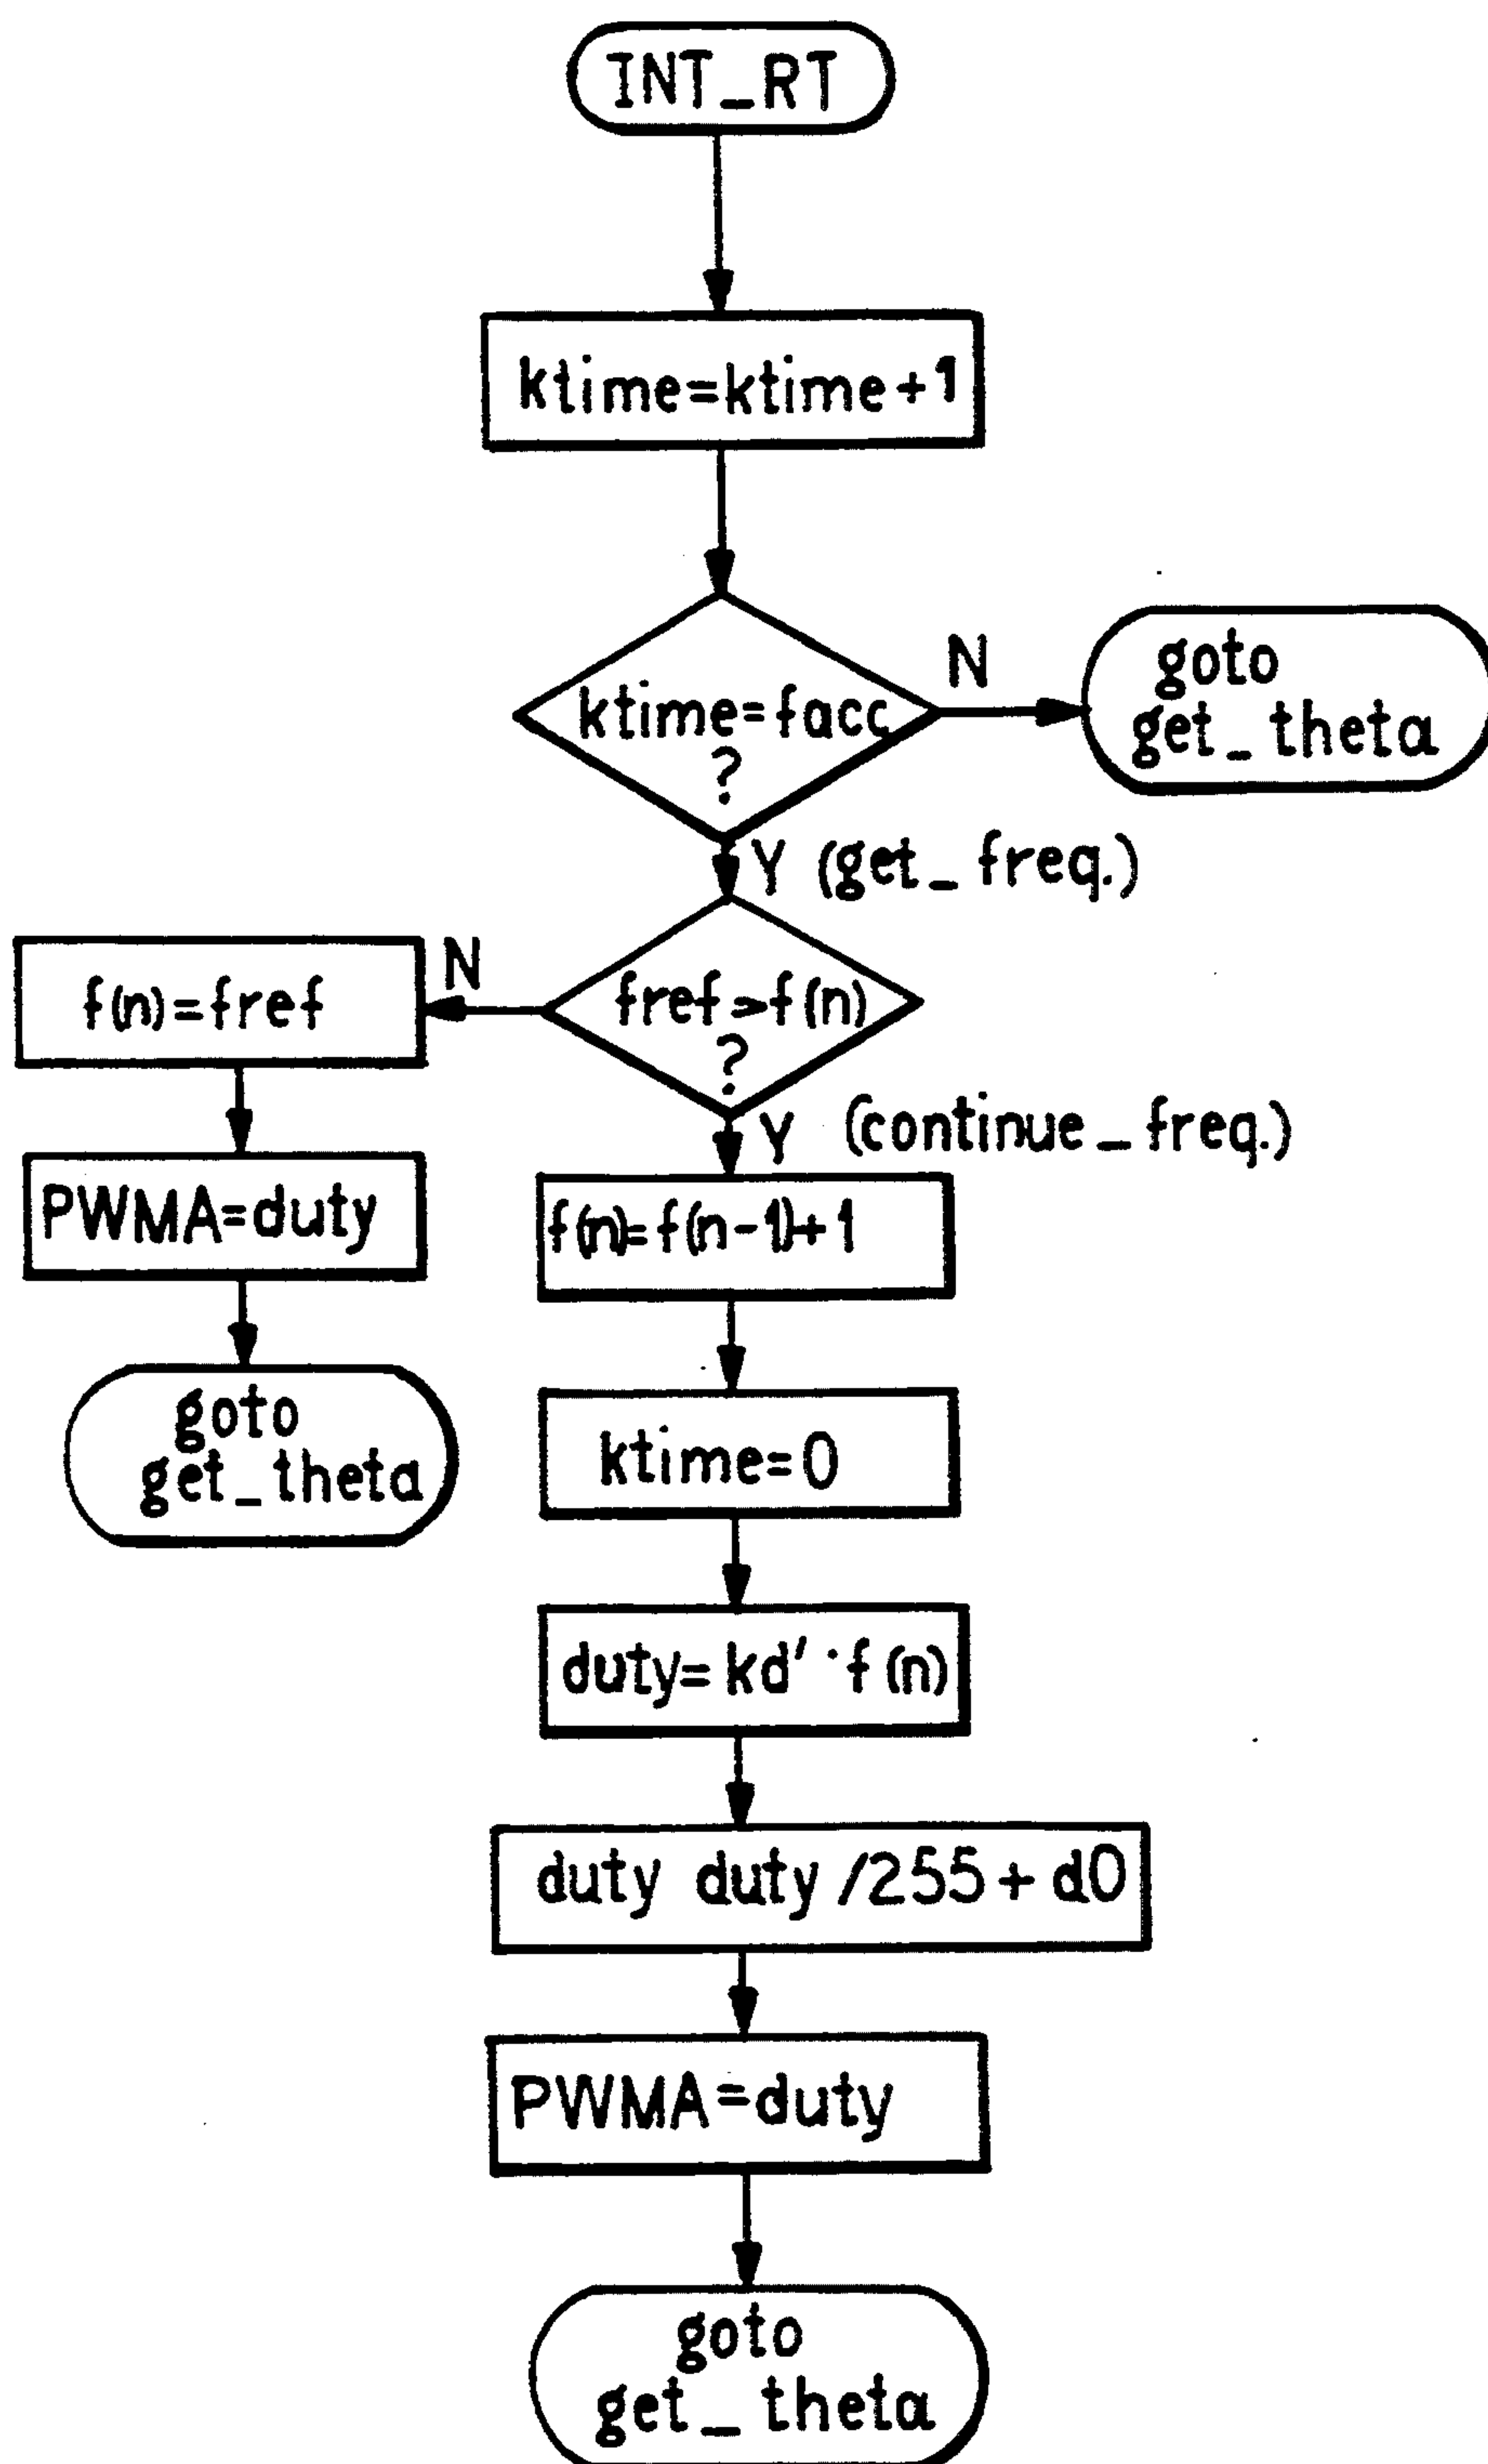 INT_RT
ktime=ktime+1
ktime=facc
?
N
goto
get_theta
Y (get_freq.)
fref>f(n)
?
N
f(n)=fref
PWMA=duty
goto
get_theta
Y (continue_freq.)
f(n)=f(n-1)+1
ktime=0
duty=kd'·f(n)
duty duty/255+d0
PWMA=duty
goto
get_theta